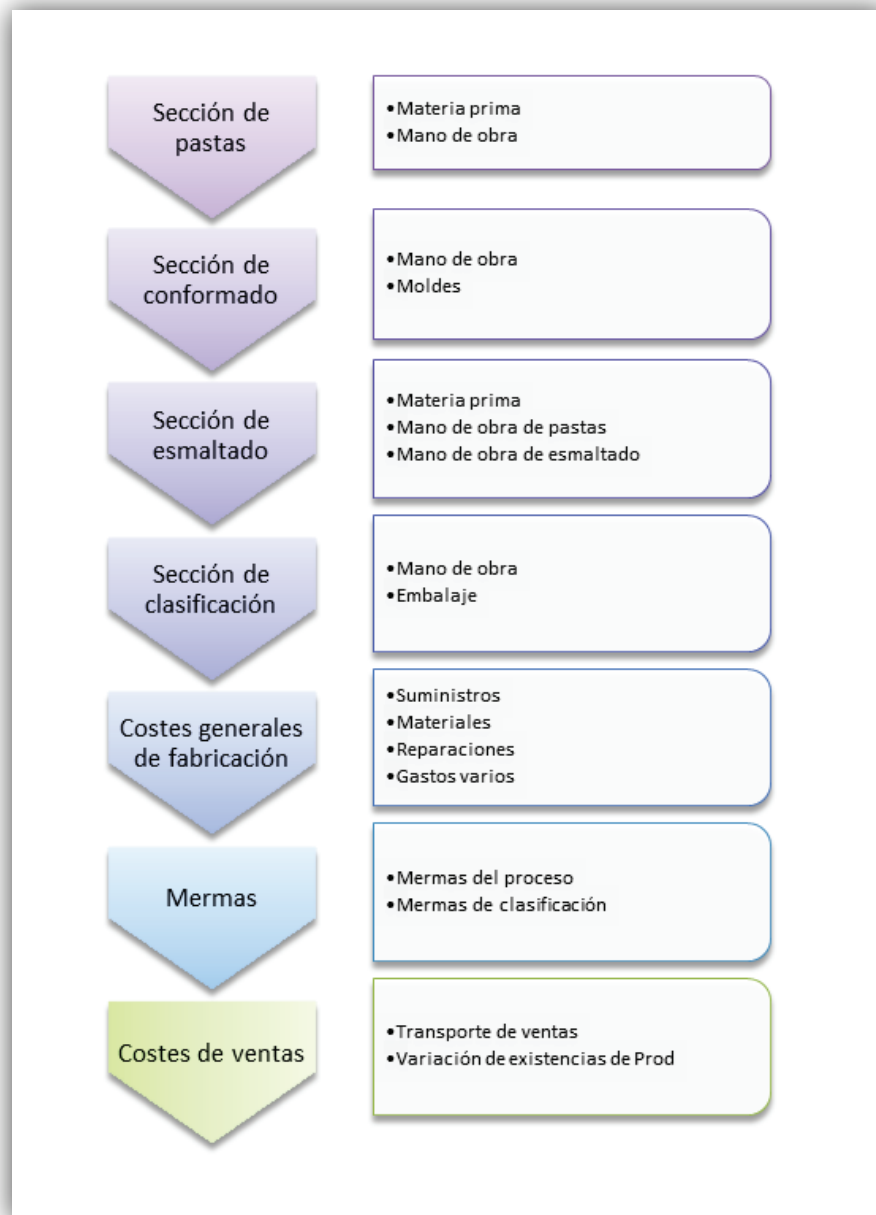 Sección de
pastas
•Materia prima
•Mano de obra
Sección de
conformado
•Mano de obra
•Moldes
Sección de
esmaltado
•Materia prima
•Mano de obra de pastas
•Mano de obra de esmaltado
Sección de
clasificación
•Mano de obra
•Embalaje
Costes generales
de fabricación
•Suministros
•Materiales
•Reparaciones
•Gastos varios
Mermas
•Mermas del proceso
•Mermas de clasificación
Costes de ventas
•Transporte de ventas
•Variación de existencias de Prod